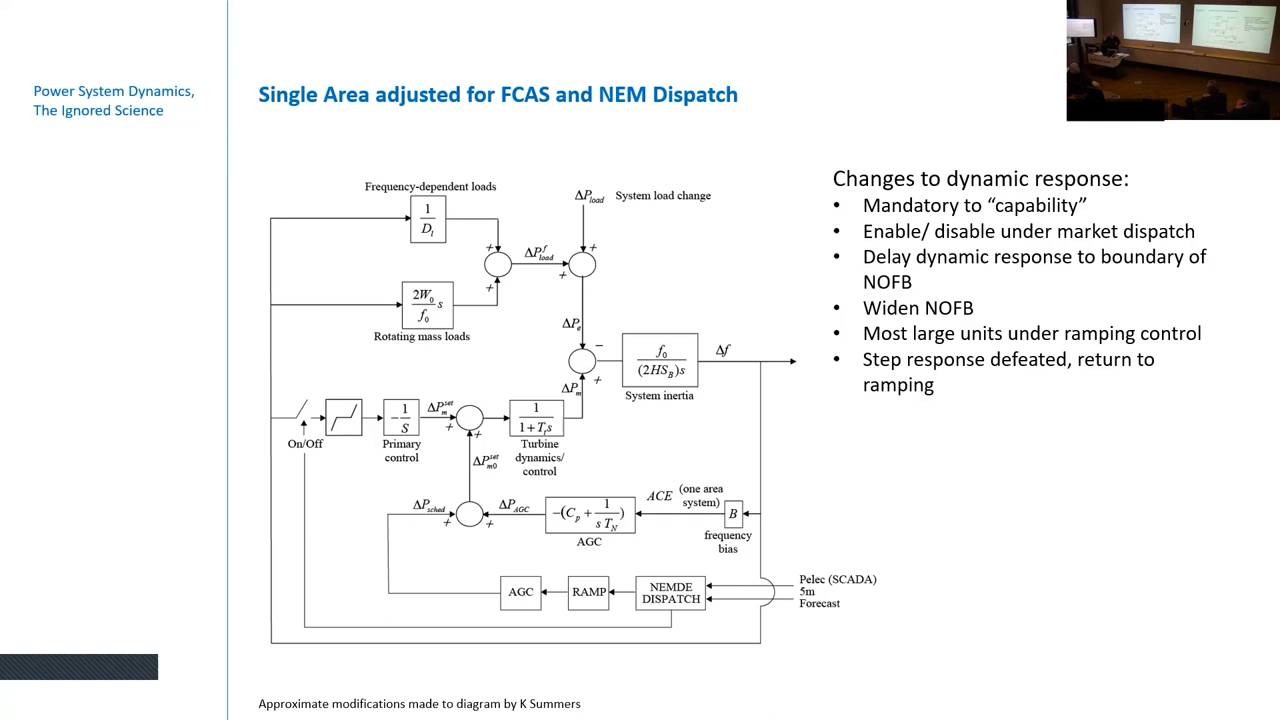 Power System Dynamics,
The Ignored Science
Single Area adjusted for FCAS and NEM Dispatch
Frequency-dependent loads
1
D_l
ΔP_load System load change
+
+
ΔP^f_load
+
+
2W_0
f_0
s
Rotating mass loads
ΔP_e
−
+
f_0
(2HS_B)s
Δf
System inertia
ΔP_m
On/Off
− 1
S
Primary
control
ΔP^set_m
+
+
1
1+T_t s
Turbine
dynamics/
control
ΔP^set_m0
ΔP_sched
+
ΔP_AGC
+
−(C_p + 1
s T_N)
AGC
ACE
(one area
system)
B
frequency
bias
AGC
RAMP
NEMDE
DISPATCH
Pelec (SCADA)
5m
Forecast
Changes to dynamic response:
• Mandatory to “capability”
• Enable/ disable under market dispatch
• Delay dynamic response to boundary of
NOFB
• Widen NOFB
• Most large units under ramping control
• Step response defeated, return to
ramping
Approximate modifications made to diagram by K Summers